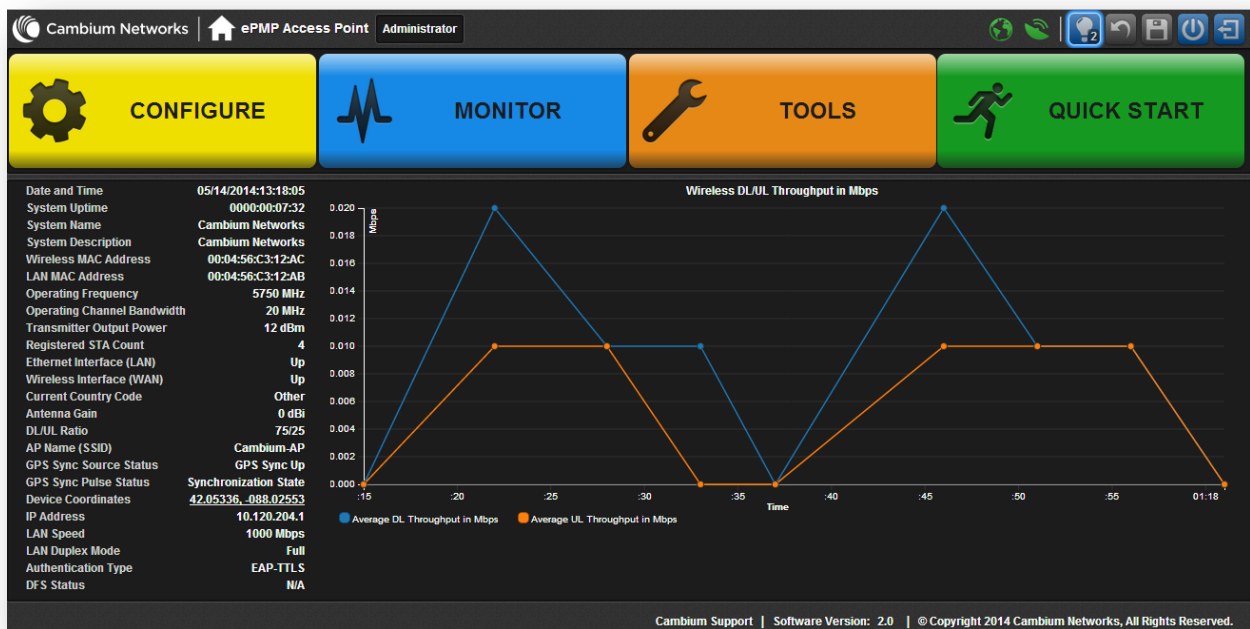 Cambium Networks | ePMP Access Point Administrator
2
CONFIGURE
MONITOR
TOOLS
QUICK START
Date and Time 05/14/2014:13:18:05
System Uptime 0000:00:07:32
System Name Cambium Networks
System Description Cambium Networks
Wireless MAC Address 00:04:56:C3:12:AC
LAN MAC Address 00:04:56:C3:12:AB
Operating Frequency 5750 MHz
Operating Channel Bandwidth 20 MHz
Transmitter Output Power 12 dBm
Registered STA Count 4
Ethernet Interface (LAN) Up
Wireless Interface (WAN) Up
Current Country Code Other
Antenna Gain 0 dBi
DL/UL Ratio 75/25
AP Name (SSID) Cambium-AP
GPS Sync Source Status GPS Sync Up
GPS Sync Pulse Status Synchronization State
Device Coordinates 42.05336, -088.02553
IP Address 10.120.204.1
LAN Speed 1000 Mbps
LAN Duplex Mode Full
Authentication Type EAP-TTLS
DFS Status N/A
Wireless DL/UL Throughput in Mbps
Mbps
0.020
0.018
0.016
0.014
0.012
0.010
0.008
0.006
0.004
0.002
0.000
:15 :20 :25 :30 :35 :40 :45 :50 :55 01:18
Time
Average DL Throughput in Mbps Average UL Throughput in Mbps
Cambium Support | Software Version: 2.0 | © Copyright 2014 Cambium Networks, All Rights Reserved.